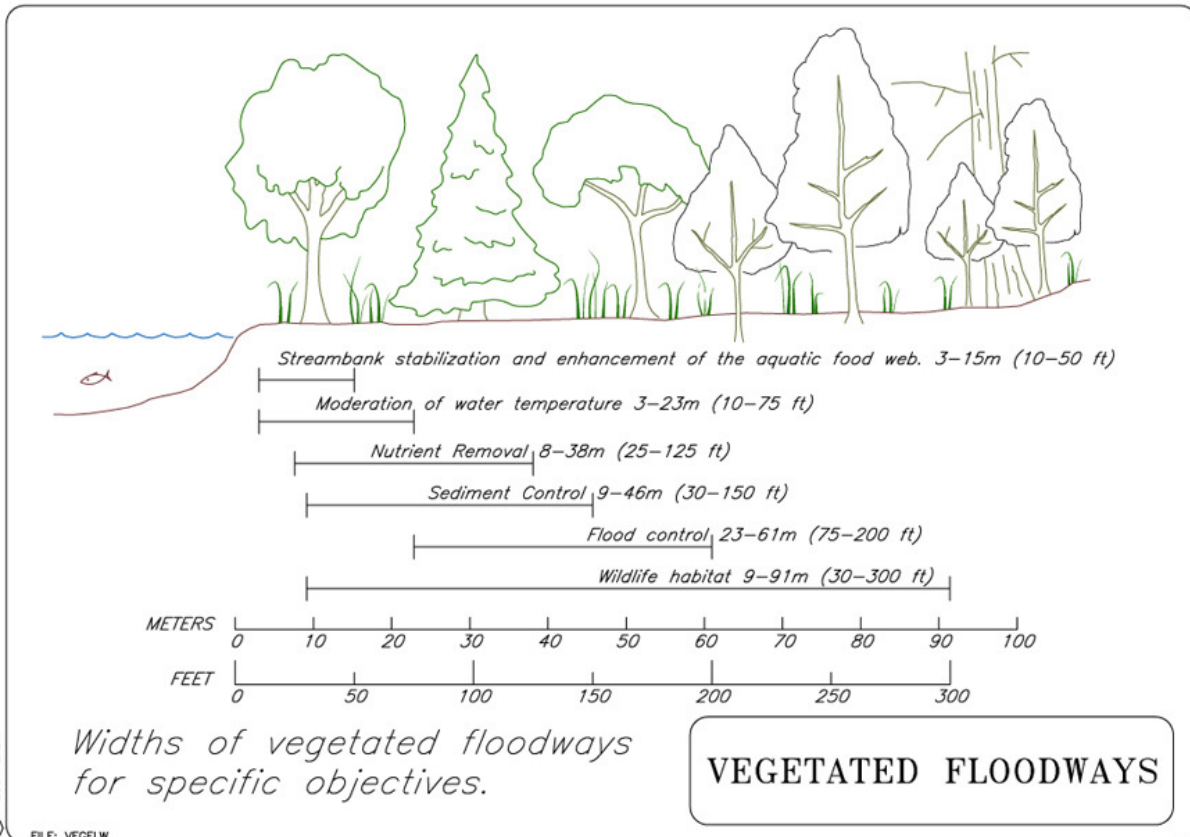 Streambank stabilization and enhancement of the aquatic food web. 3-15m (10-50 ft)
Moderation of water temperature 3-23m (10-75 ft)
Nutrient Removal 8-38m (25-125 ft)
Sediment Control 9-46m (30-150 ft)
Flood control 23-61m (75-200 ft)
Wildlife habitat 9-91m (30-300 ft)
METERS 0 10 20 30 40 50 60 70 80 90 100
FEET 0 50 100 150 200 250 300
Widths of vegetated floodways
for specific objectives.
VEGETATED FLOODWAYS